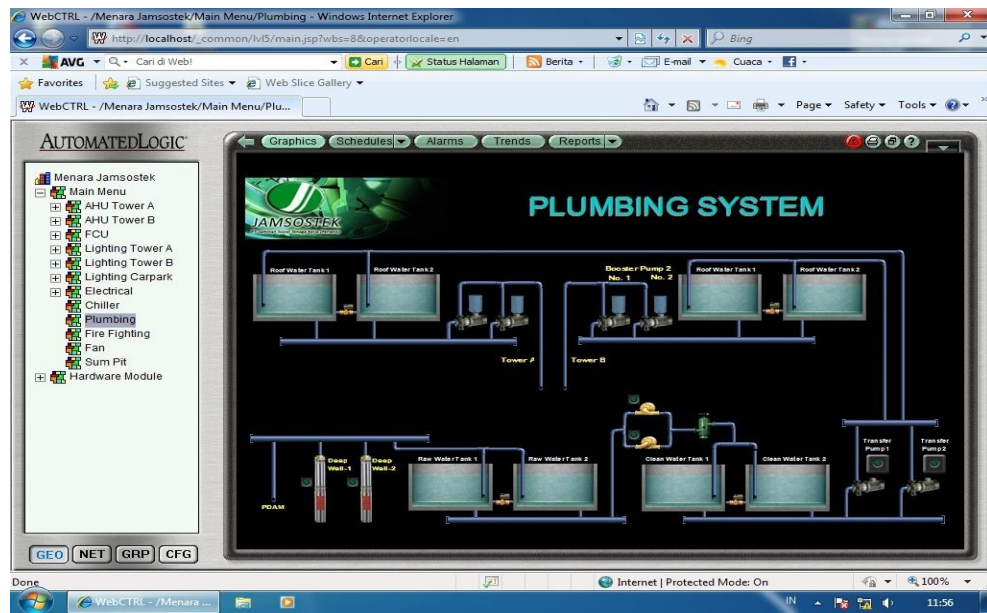 WebCTRL - /Menara Jamsostek/Main Menu/Plumbing - Windows Internet Explorer
http://localhost/_common/lvl5/main.jsp?wbs=8&operatorlocale=en
Bing
AVG Cari di Web! Cari Status Halaman Berita E-mail Cuaca
Favorites Suggested Sites Web Slice Gallery
WebCTRL - /Menara Jamsostek/Main Menu/Plu...
Page Safety Tools
AUTOMATEDLOGIC
Graphics Schedules Alarms Trends Reports
Menara Jamsostek
Main Menu
AHU Tower A
AHU Tower B
FCU
Lighting Tower A
Lighting Tower B
Lighting Carpark
Electrical
Chiller
Plumbing
Fire Fighting
Fan
Sum Pit
Hardware Module
JAMSOSTEK
PLUMBING SYSTEM
Roof Water Tank 1
Roof Water Tank 2
Booster Pump 2
No. 1 No. 2
Roof Water Tank 1
Roof Water Tank 2
Tower A
Tower B
Transfer Pump 1
Transfer Pump 2
Deep Well-1
Deep Well-2
Raw Water Tank 1
Raw Water Tank 2
Clean Water Tank 1
Clean Water Tank 2
PDAM
GEO NET GRP CFG
Done
Internet | Protected Mode: On
100%
WebCTRL - /Menara ...
IN
11:56